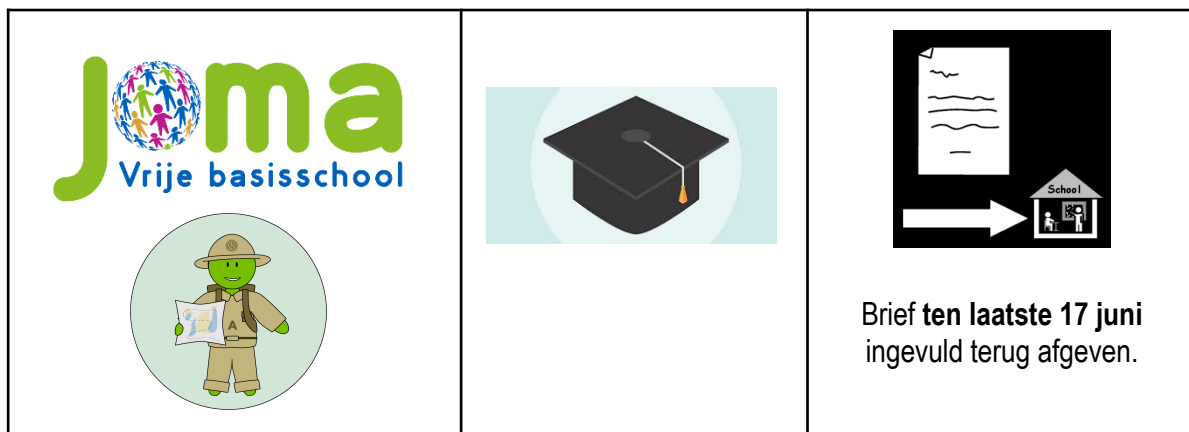 joma
Vrije basisschool
A
School
Brief ten laatste 17 juni
ingevuld terug afgeven.